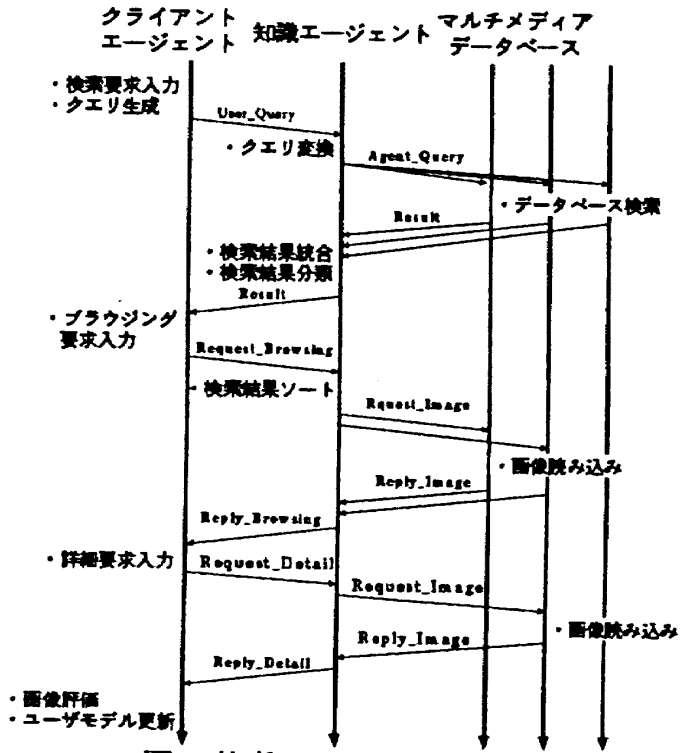 クライアント
エージェント
知識エージェント
マルチメディア
データベース
・検索要求入力
・クエリ生成
User_Query
・クエリ変換
Agent_Query
・データベース検索
Result
・検索結果統合
・検索結果分類
Result
・ブラウジング
要求入力
Request_Browsing
・検索結果ソート
Rquest_Image
・画像読み込み
Reply_Image
Reply_Browsing
・詳細要求入力
Request_Detail
Request_Image
・画像読み込み
Reply_Image
Reply_Detail
・画像評価
・ユーザモデル更新